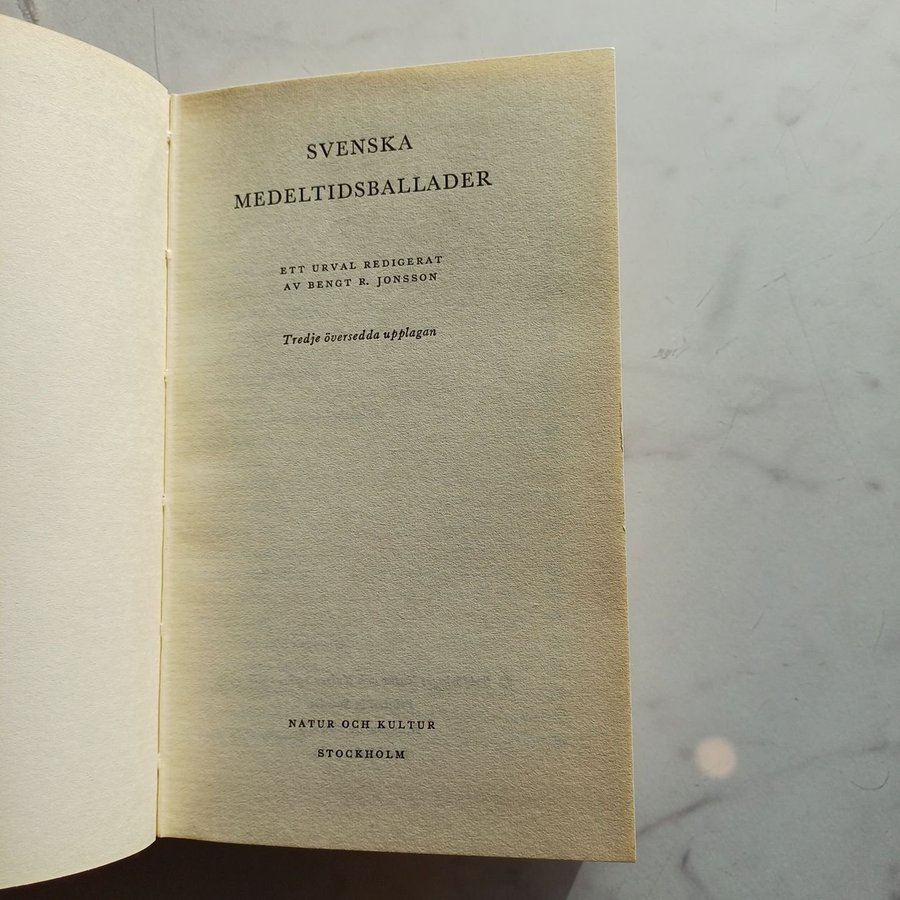 SVENSKA
MEDELTIDSBALLADER
ETT URVAL REDIGERAT
AV BENGT R. JONSSON
Tredje översedda upplagan
NATUR OCH KULTUR
STOCKHOLM